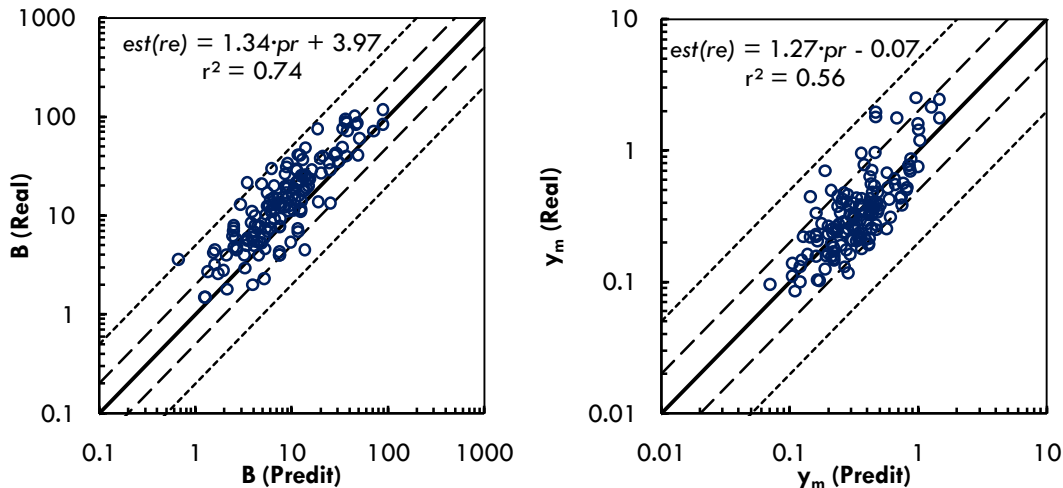 1000
100
10
1
0.1
B (Real)
est(re) = 1.34·pr + 3.97
r² = 0.74
0.1 1 10 100 1000
B (Predit)
10
1
0.1
0.01
yₘ (Real)
est(re) = 1.27·pr - 0.07
r² = 0.56
0.01 0.1 1 10
yₘ (Predit)